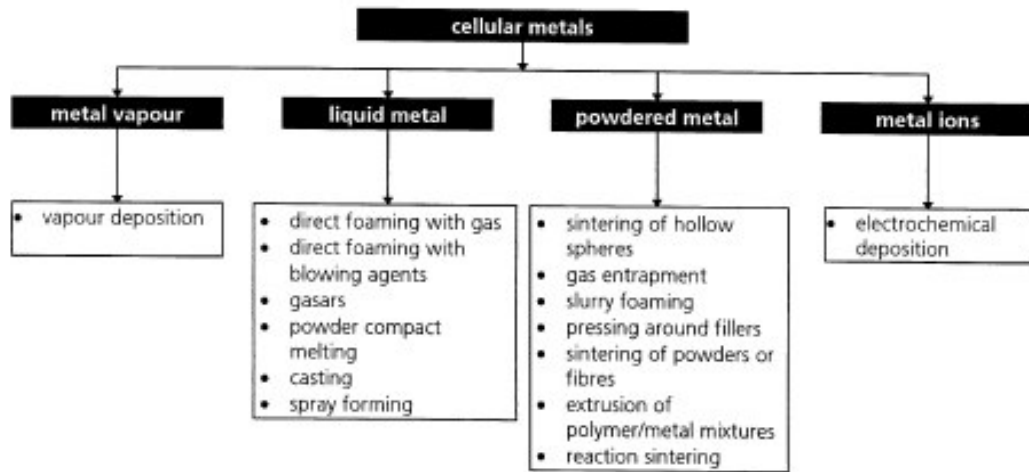 cellular metals
metal vapour
liquid metal
powdered metal
metal ions
• vapour deposition
• direct foaming with gas
• direct foaming with
blowing agents
• gasars
• powder compact
melting
• casting
• spray forming
• sintering of hollow
spheres
• gas entrapment
• slurry foaming
• pressing around fillers
• sintering of powders or
fibres
• extrusion of
polymer/metal mixtures
• reaction sintering
• electrochemical
deposition